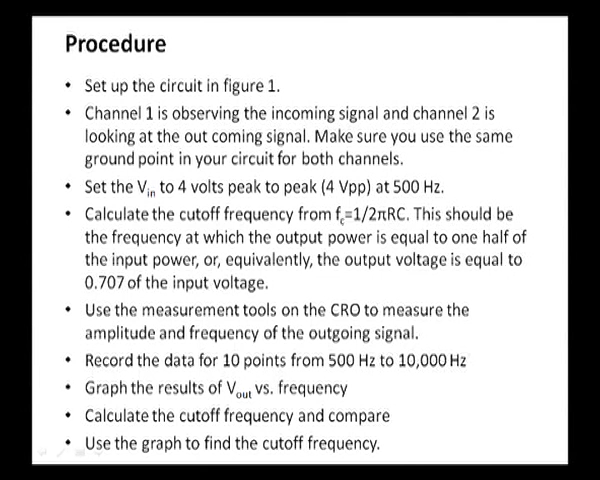 Procedure
• Set up the circuit in figure 1.
• Channel 1 is observing the incoming signal and channel 2 is
looking at the out coming signal. Make sure you use the same
ground point in your circuit for both channels.
• Set the Vin to 4 volts peak to peak (4 Vpp) at 500 Hz.
• Calculate the cutoff frequency from fc=1/2πRC. This should be
the frequency at which the output power is equal to one half of
the input power, or, equivalently, the output voltage is equal to
0.707 of the input voltage.
• Use the measurement tools on the CRO to measure the
amplitude and frequency of the outgoing signal.
• Record the data for 10 points from 500 Hz to 10,000 Hz
• Graph the results of Vout vs. frequency
• Calculate the cutoff frequency and compare
• Use the graph to find the cutoff frequency.